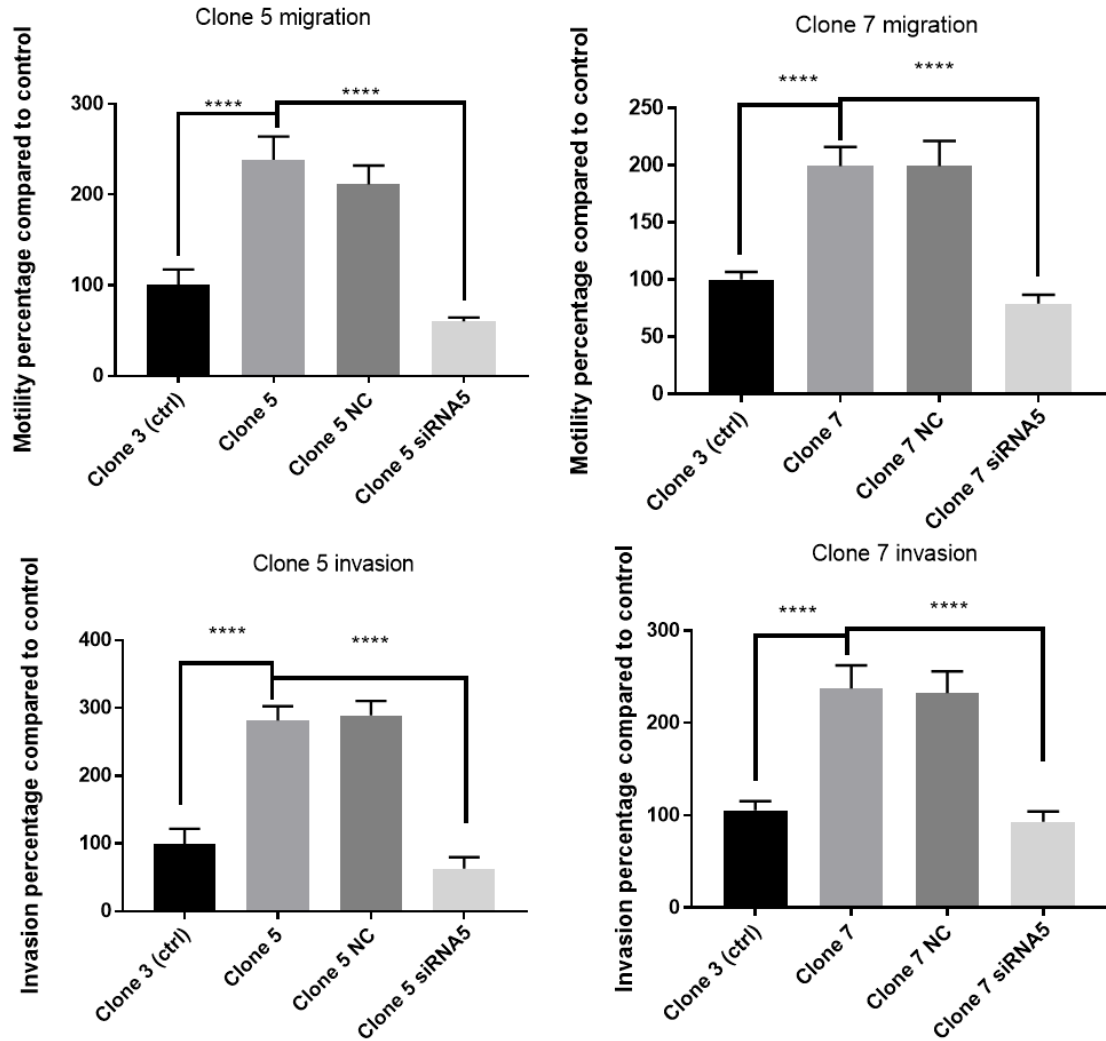 Clone 5 migration
Motility percentage compared to control
****
****
300
200
100
0
Clone 3 (ctrl)
Clone 5
Clone 5 NC
Clone 5 siRNA5
Clone 7 migration
Motility percentage compared to control
****
****
250
200
150
100
50
0
Clone 3 (ctrl)
Clone 7
Clone 7 NC
Clone 7 siRNA5
Clone 5 invasion
Invasion percentage compared to control
****
****
400
300
200
100
0
Clone 3 (ctrl)
Clone 5
Clone 5 NC
Clone 5 siRNA5
Clone 7 invasion
Invasion percentage compared to control
****
****
300
200
100
0
Clone 3 (ctrl)
Clone 7
Clone 7 NC
Clone 7 siRNA5